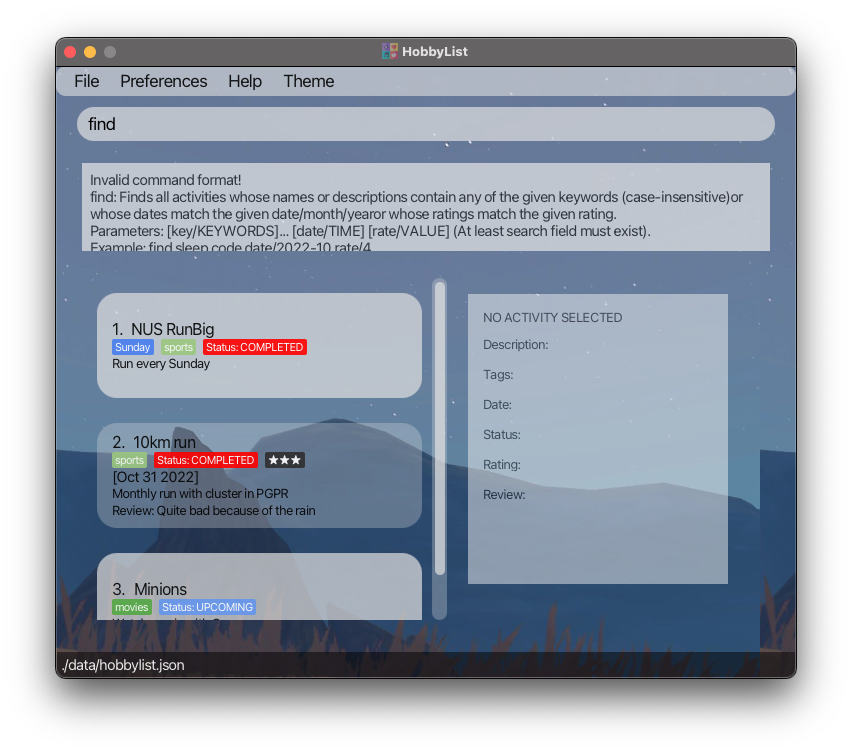 HobbyList
File Preferences Help Theme
find
Invalid command format!
find: Finds all activities whose names or descriptions contain any of the given keywords (case-insensitive)or
whose dates match the given date/month/yearor whose ratings match the given rating.
Parameters: [key/KEYWORDS]... [date/TIME] [rate/VALUE] (At least search field must exist).
Example: find sleep code date/2022-10 rate/4
1. NUS RunBig
Sunday sports Status: COMPLETED
Run every Sunday
2. 10km run
sports Status: COMPLETED ★★★
[Oct 31 2022]
Monthly run with cluster in PGPR
Review: Quite bad because of the rain
3. Minions
movies Status: UPCOMING
NO ACTIVITY SELECTED
Description:
Tags:
Date:
Status:
Rating:
Review:
./data/hobbylist.json